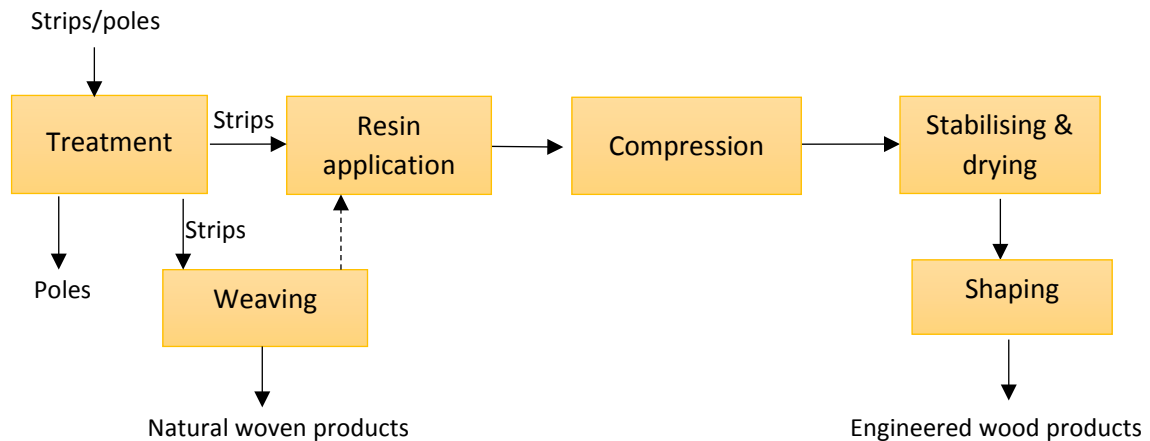 Strips/poles
Treatment
Strips
Resin
application
Compression
Stabilising &
drying
Strips
Poles
Weaving
Shaping
Natural woven products
Engineered wood products